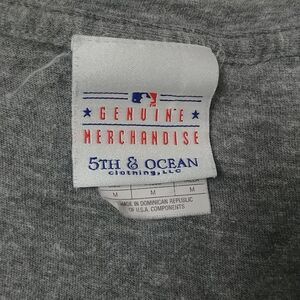 ★ GENUINE ★
MERCHANDISE
5TH & OCEAN
clothing, LLC
M M M
MADE IN DOMINICAN REPUBLIC
OF U.S.A. COMPONENTS